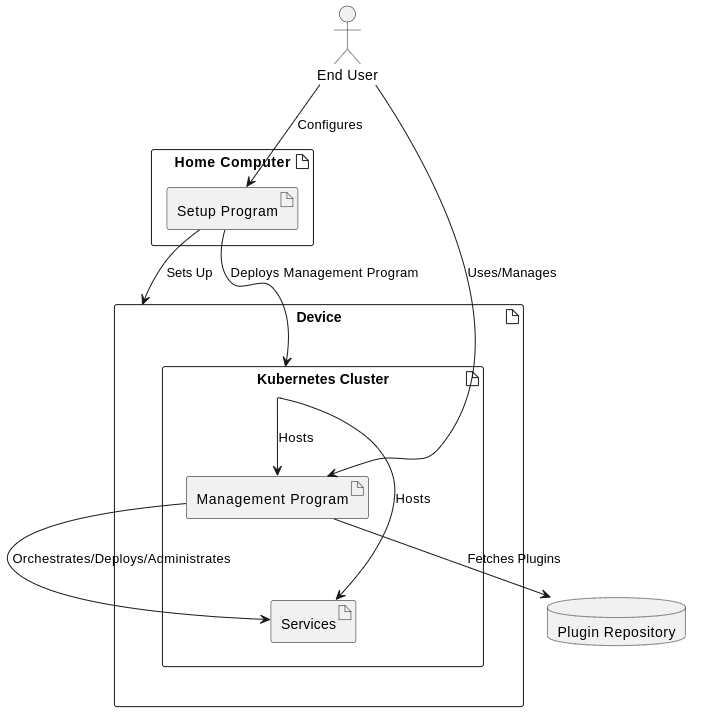 End User
Configures
Home Computer
Setup Program
Sets Up
Deploys Management Program
Uses/Manages
Device
Kubernetes Cluster
Hosts
Management Program
Hosts
Orchestrates/Deploys/Administrates
Fetches Plugins
Services
Plugin Repository